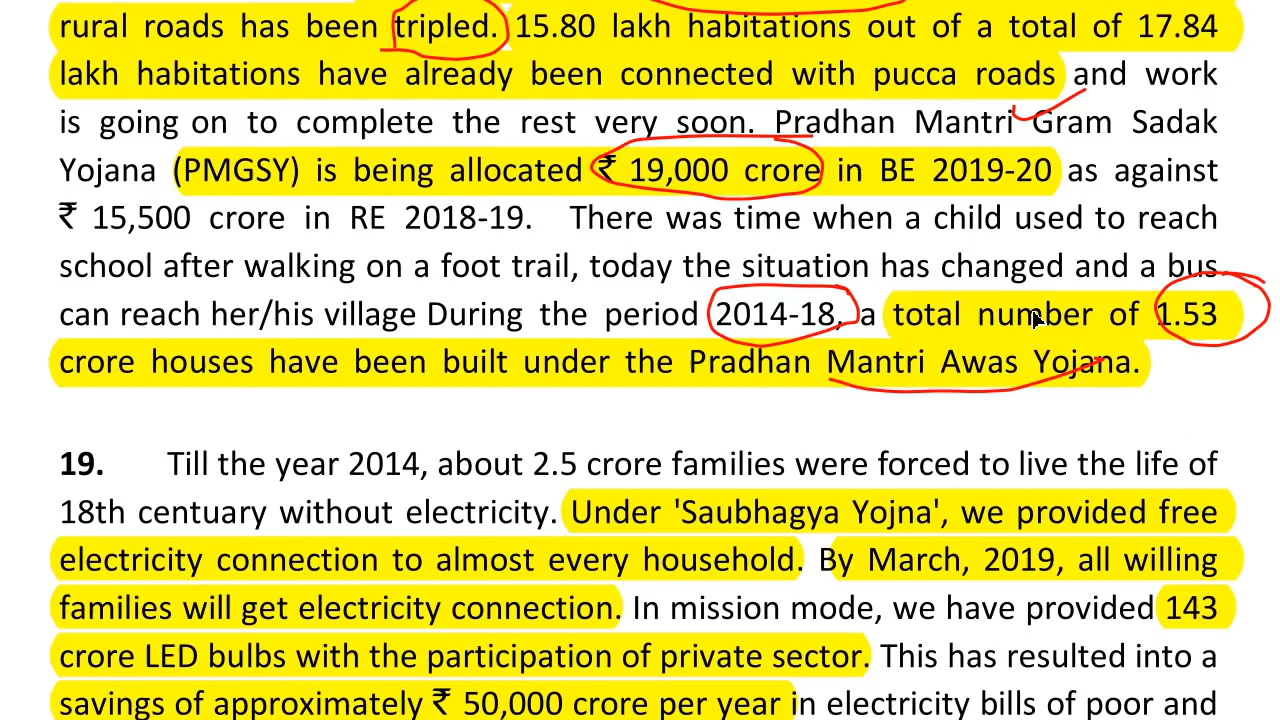 rural roads has been tripled. 15.80 lakh habitations out of a total of 17.84
lakh habitations have already been connected with pucca roads and work
is going on to complete the rest very soon. Pradhan Mantri Gram Sadak
Yojana (PMGSY) is being allocated ₹ 19,000 crore in BE 2019-20 as against
₹ 15,500 crore in RE 2018-19. There was time when a child used to reach
school after walking on a foot trail, today the situation has changed and a bus
can reach her/his village During the period 2014-18, a total number of 1.53
crore houses have been built under the Pradhan Mantri Awas Yojana.
19. Till the year 2014, about 2.5 crore families were forced to live the life of
18th centuary without electricity. Under 'Saubhagya Yojna', we provided free
electricity connection to almost every household. By March, 2019, all willing
families will get electricity connection. In mission mode, we have provided 143
crore LED bulbs with the participation of private sector. This has resulted into a
savings of approximately ₹ 50,000 crore per year in electricity bills of poor and